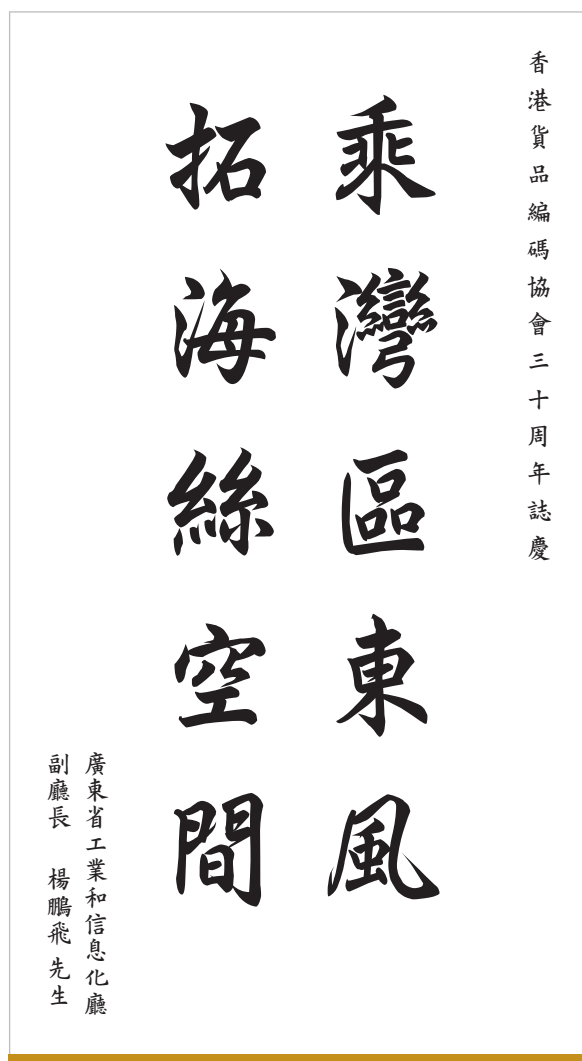 香港貨品編碼協會三十周年誌慶
乘灣區東風
拓海絲空間
廣東省工業和信息化廳
副廳長　楊鵬飛先生